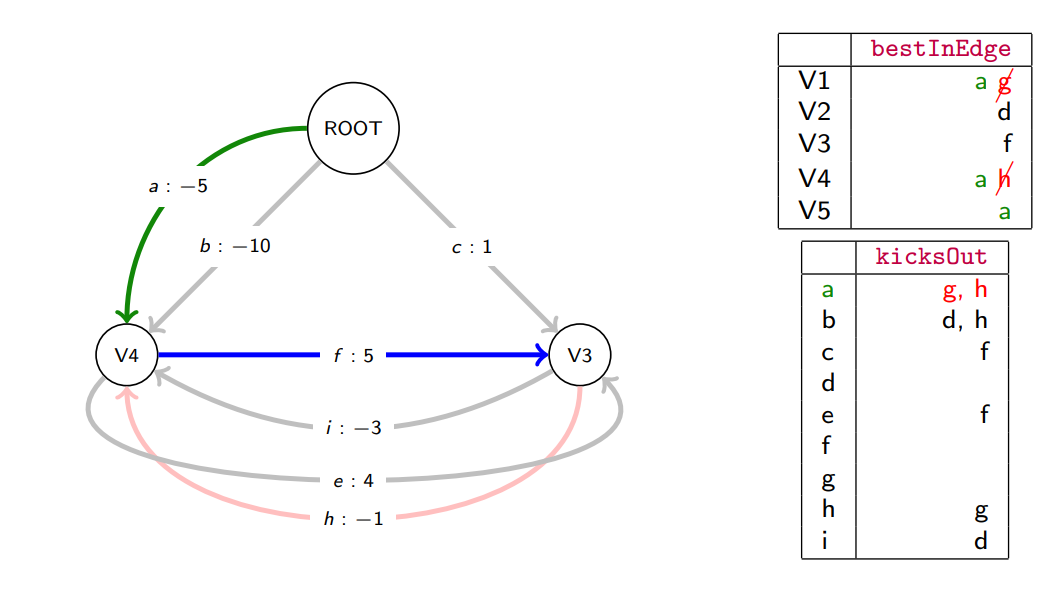 ROOT
a : −5
b : −10
c : 1
V4
f : 5
V3
i : −3
e : 4
h : −1
bestInEdge
V1 a g
V2 d
V3 f
V4 a h
V5 a
kicksOut
a g, h
b d, h
c f
d
e f
f
g
h g
i d